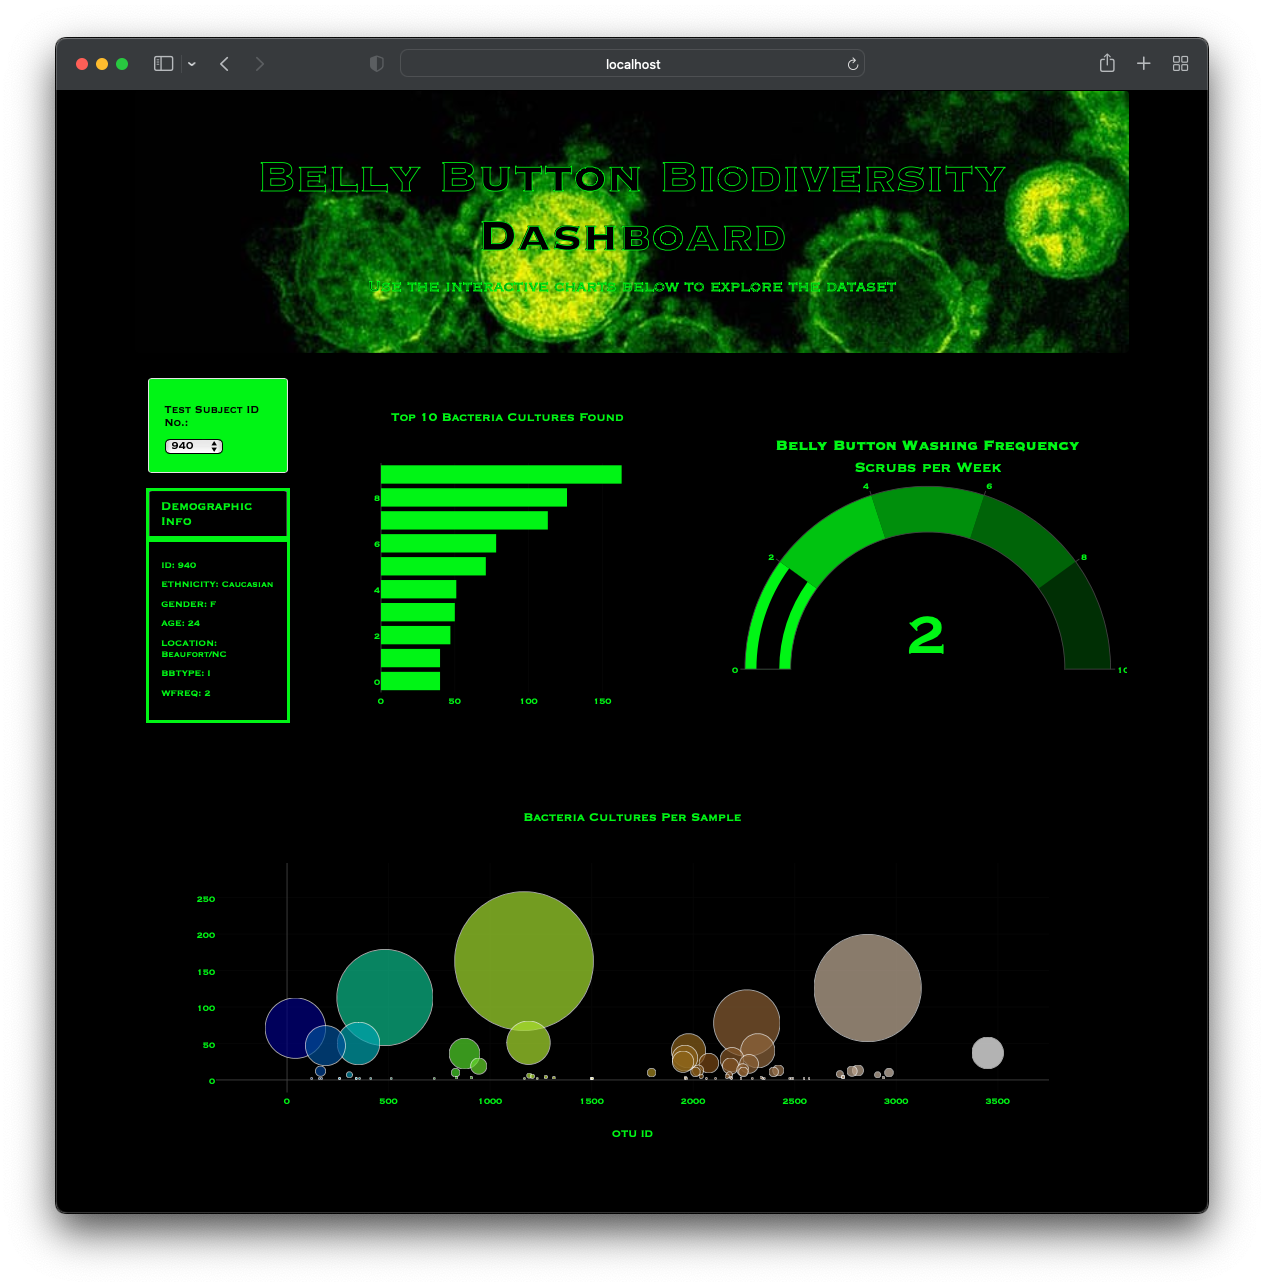 localhost
Belly Button Biodiversity
Dashboard
Use the interactive charts below to explore the dataset
Test Subject ID
No.:
940
Demographic
Info
ID: 940
ETHNICITY: Caucasian
GENDER: F
AGE: 24
LOCATION:
Beaufort/NC
BBTYPE: I
WFREQ: 2
Top 10 Bacteria Cultures Found
8
6
4
2
0
0 50 100 150
Belly Button Washing Frequency
Scrubs per Week
4 6
2 8
2
0 10
Bacteria Cultures Per Sample
250
200
150
100
50
0
0 500 1000 1500 2000 2500 3000 3500
OTU ID